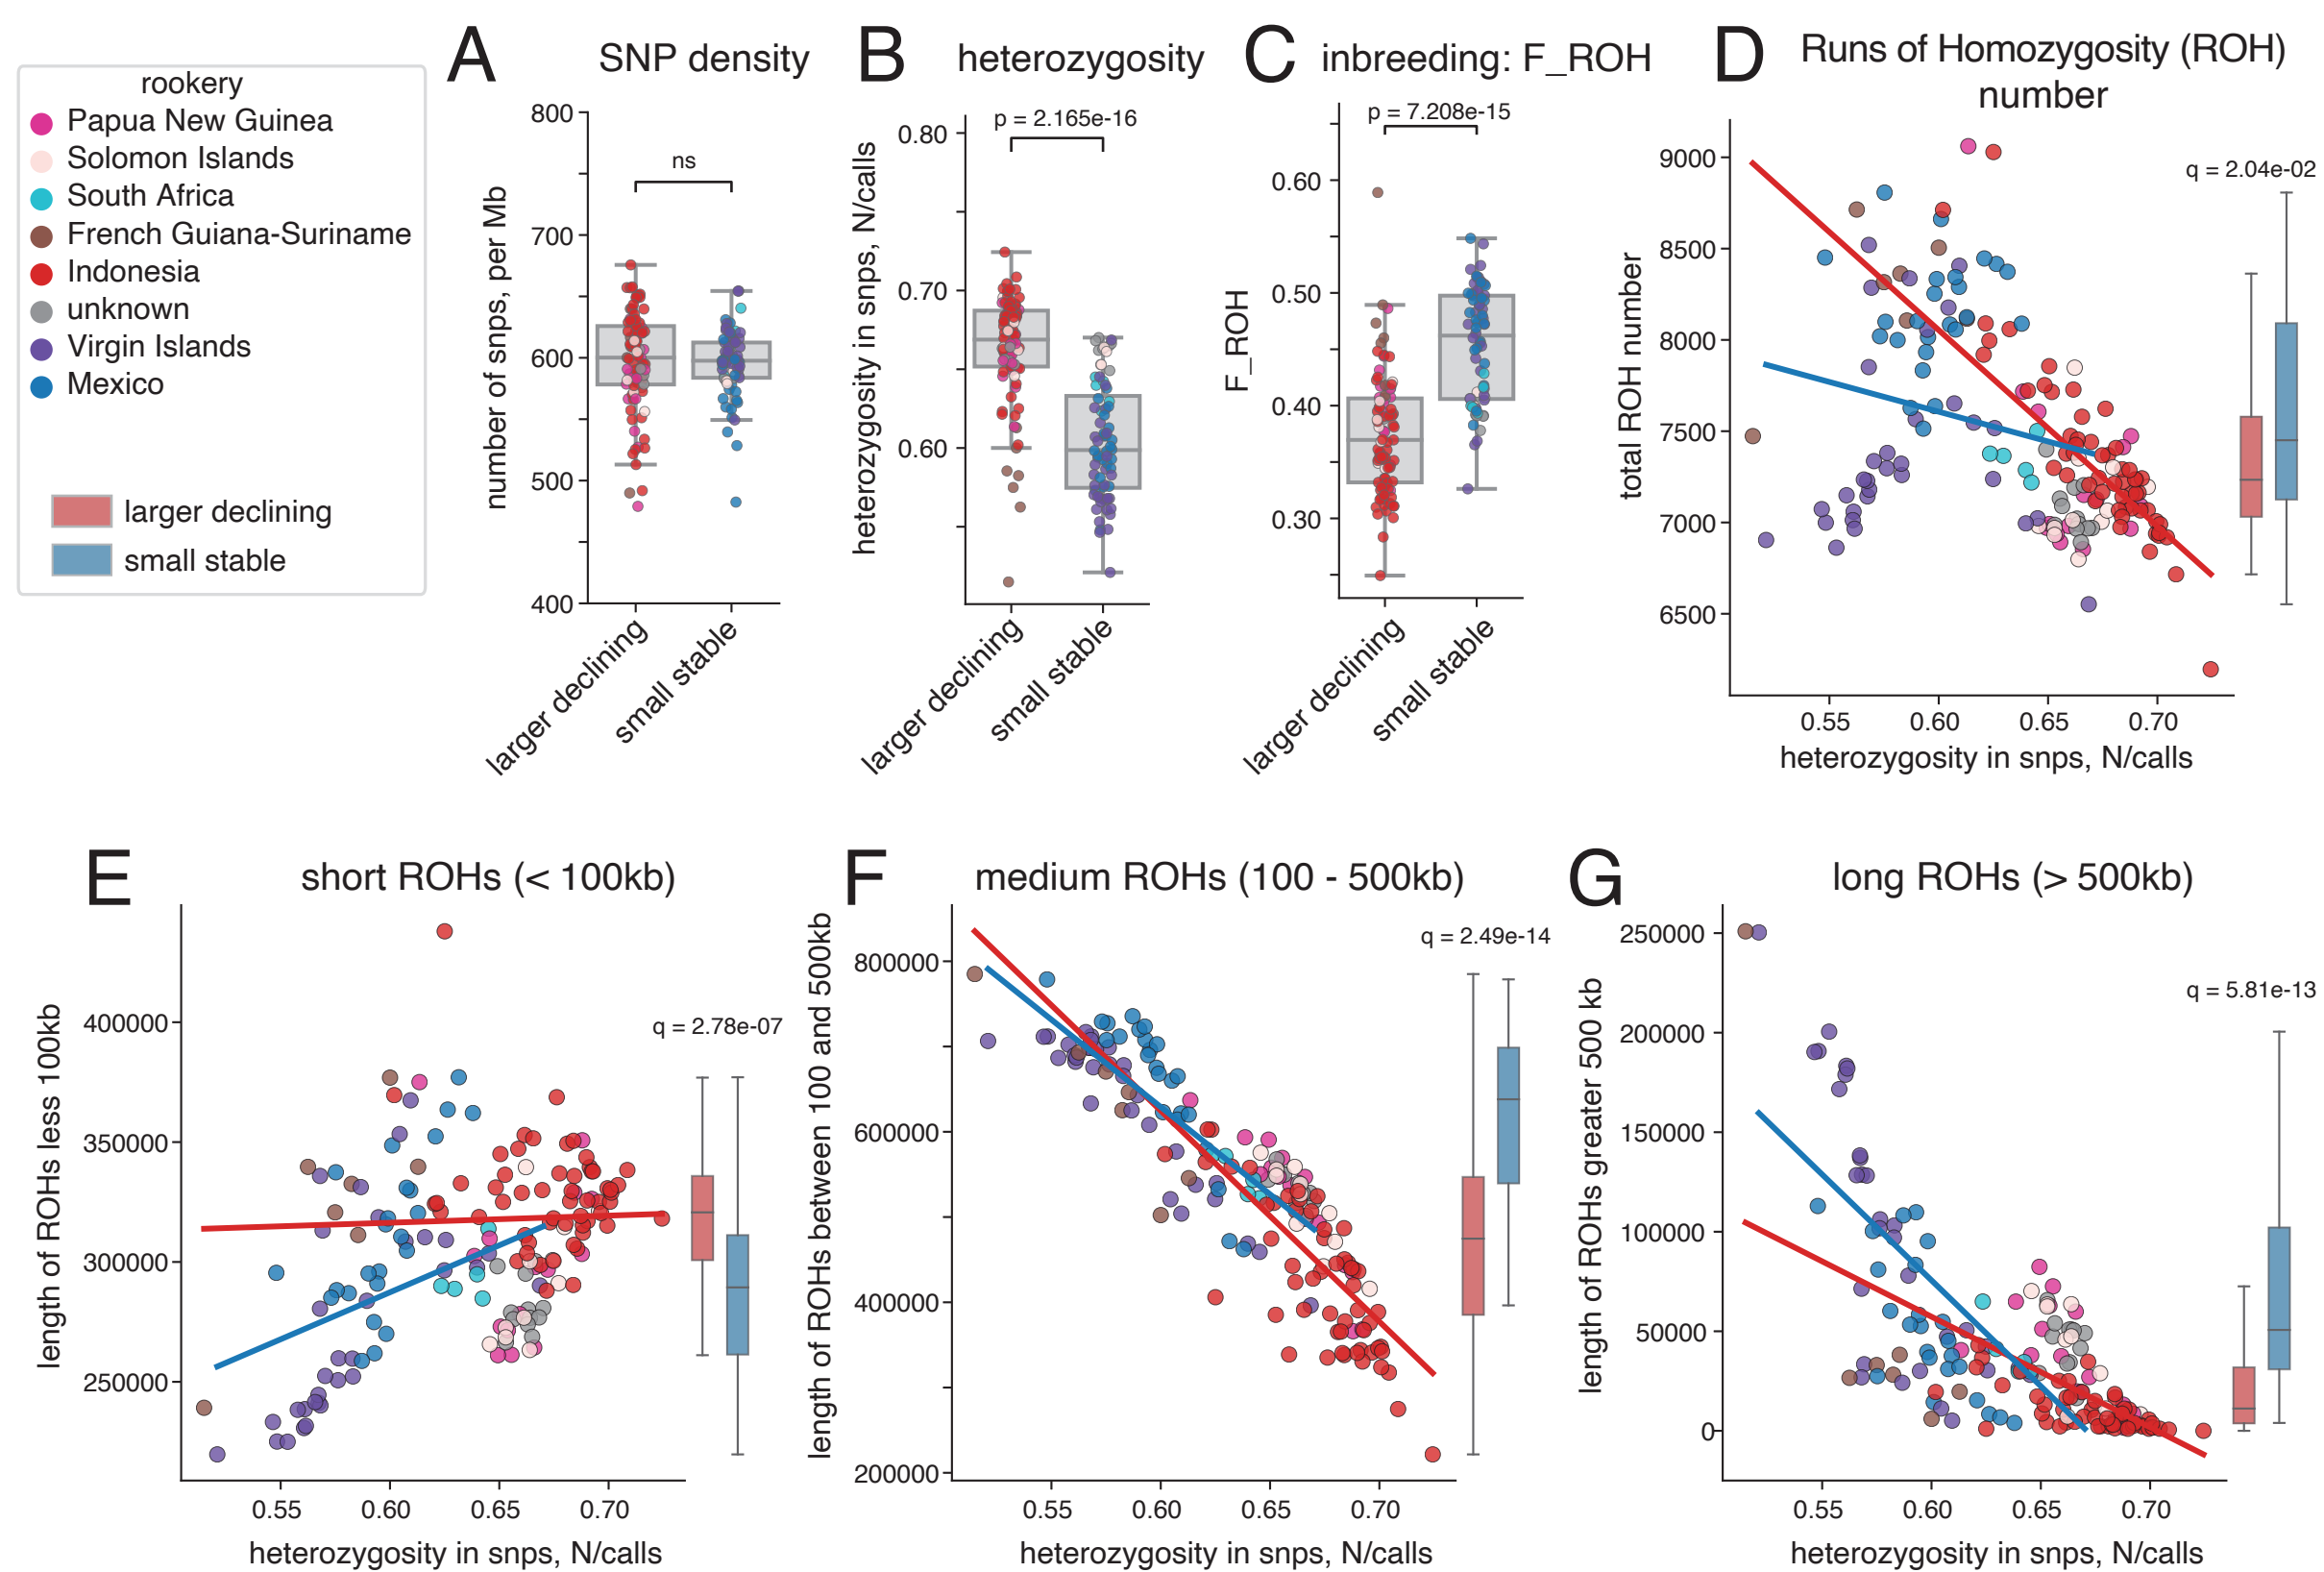 rookery
Papua New Guinea
Solomon Islands
South Africa
French Guiana-Suriname
Indonesia
unknown
Virgin Islands
Mexico
larger declining
small stable
A
SNP density
ns
number of snps, per Mb
800
700
600
500
400
larger declining
small stable
B
heterozygosity
p = 2.165e-16
heterozygosity in snps, N/calls
0.80
0.70
0.60
larger declining
small stable
C
inbreeding: F_ROH
p = 7.208e-15
F_ROH
0.60
0.50
0.40
0.30
larger declining
small stable
D
Runs of Homozygosity (ROH)
number
q = 2.04e-02
total ROH number
9000
8500
8000
7500
7000
6500
0.55
0.60
0.65
0.70
heterozygosity in snps, N/calls
E
short ROHs (< 100kb)
q = 2.78e-07
length of ROHs less 100kb
400000
350000
300000
250000
0.55
0.60
0.65
0.70
heterozygosity in snps, N/calls
F
medium ROHs (100 - 500kb)
q = 2.49e-14
length of ROHs between 100 and 500kb
800000
600000
400000
200000
0.55
0.60
0.65
0.70
heterozygosity in snps, N/calls
G
long ROHs (> 500kb)
q = 5.81e-13
length of ROHs greater 500 kb
250000
200000
150000
100000
50000
0
0.55
0.60
0.65
0.70
heterozygosity in snps, N/calls